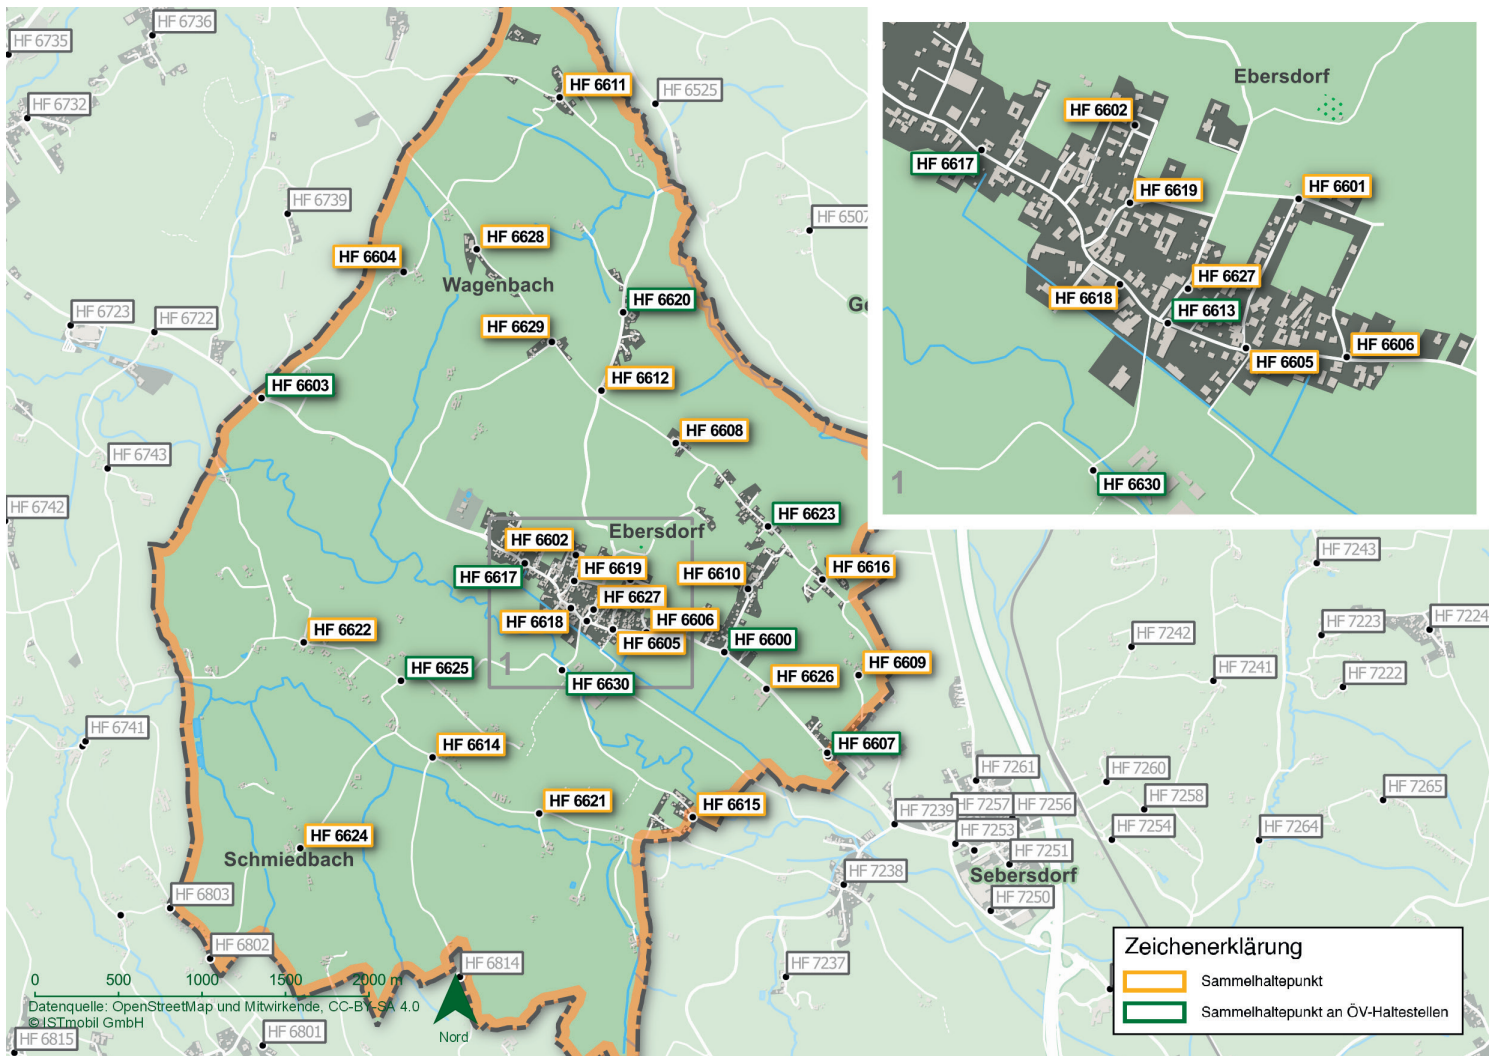 HF 6736
HF 6735
HF 6732
HF 6611
HF 6525
HF 6739
HF 6507
HF 6628
HF 6604
Wagenbach
HF 6620
HF 6723
HF 6722
HF 6629
HF 6612
HF 6603
HF 6608
HF 6743
HF 6742
HF 6623
Ebersdorf
HF 6602
HF 6617
HF 6619
HF 6610
HF 6616
HF 6627
HF 6618
HF 6606
HF 6605
HF 6600
HF 6622
HF 6625
1
HF 6630
HF 6626
HF 6609
HF 6741
HF 6614
HF 6607
HF 6621
HF 6615
HF 6624
Schmiedbach
HF 6803
HF 6802
HF 6814
HF 6801
HF 6815
HF 7243
HF 7224
HF 7223
HF 7242
HF 7241
HF 7222
HF 7261
HF 7260
HF 7265
HF 7257
HF 7256
HF 7258
HF 7239
HF 7253
HF 7254
HF 7264
HF 7251
HF 7238
Sebersdorf
HF 7250
HF 7237
Ebersdorf
HF 6602
HF 6617
HF 6619
HF 6601
HF 6627
HF 6618
HF 6613
HF 6606
HF 6605
HF 6630
1
0 500 1000 1500 2000 m
Datenquelle: OpenStreetMap und Mitwirkende, CC-BY-SA 4.0
© ISTmobil GmbH
Nord
Zeichenerklärung
Sammelhaltepunkt
Sammelhaltepunkt an ÖV-Haltestellen